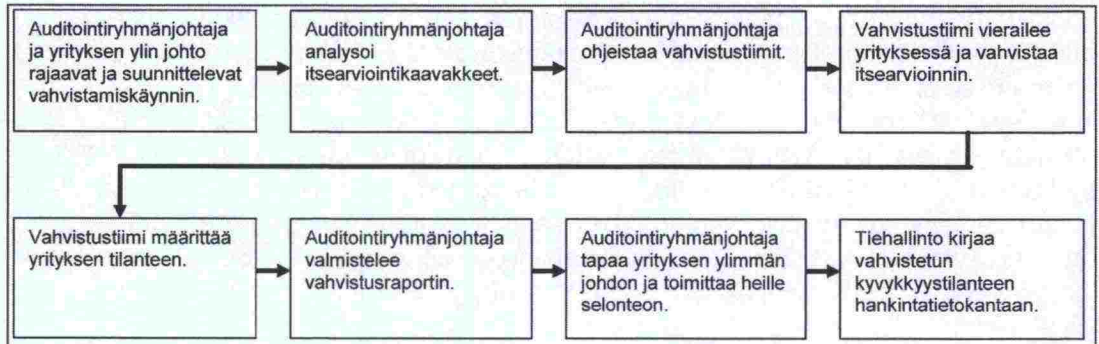 Auditointiryhmänjohtaja
ja yrityksen ylin johto
rajaavat ja suunnittelevat
vahvistamiskäynnin.
Auditointiryhmänjohtaja
analysoi
itsearviointikaavakkeet.
Auditointiryhmänjohtaja
ohjeistaa vahvistustiimit.
Vahvistustiimi vierailee
yrityksessä ja vahvistaa
itsearvioinnin.
Vahvistustiimi määrittää
yrityksen tilanteen.
Auditointiryhmänjohtaja
valmistelee
vahvistusraportin.
Auditointiryhmänjohtaja
tapaa yrityksen ylimmän
johdon ja toimittaa heille
selonteon.
Tiehallinto kirjaa
vahvistetun
kyvykkyystilanteen
hankintatietokantaan.